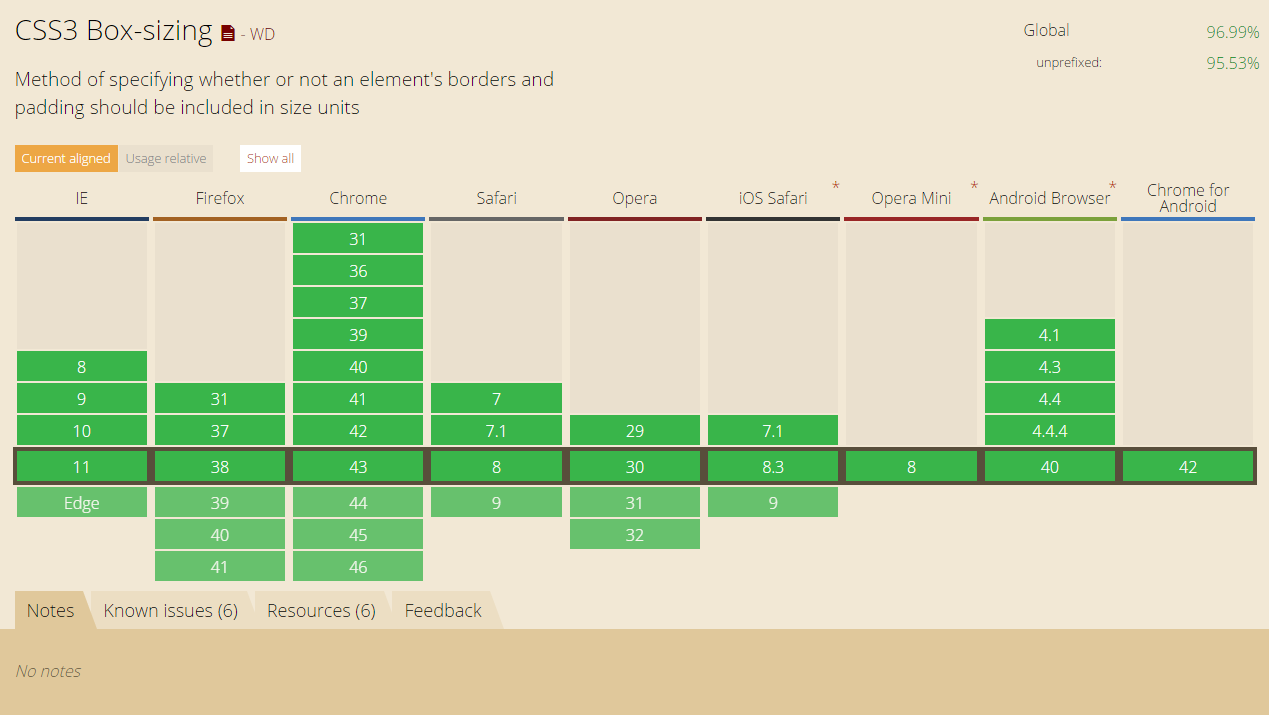 CSS3 Box-sizing - WD
Global 96.99%
unprefixed: 95.53%
Method of specifying whether or not an element's borders and
padding should be included in size units
Current aligned Usage relative Show all
IE Firefox Chrome Safari Opera iOS Safari * Opera Mini * Android Browser * Chrome for Android
31
36
37
39 4.1
8 40 4.3
9 31 41 7 4.4
10 37 42 7.1 29 7.1 4.4.4
11 38 43 8 30 8.3 8 40 42
Edge 39 44 9 31 9
40 45 32
41 46
Notes Known issues (6) Resources (6) Feedback
No notes